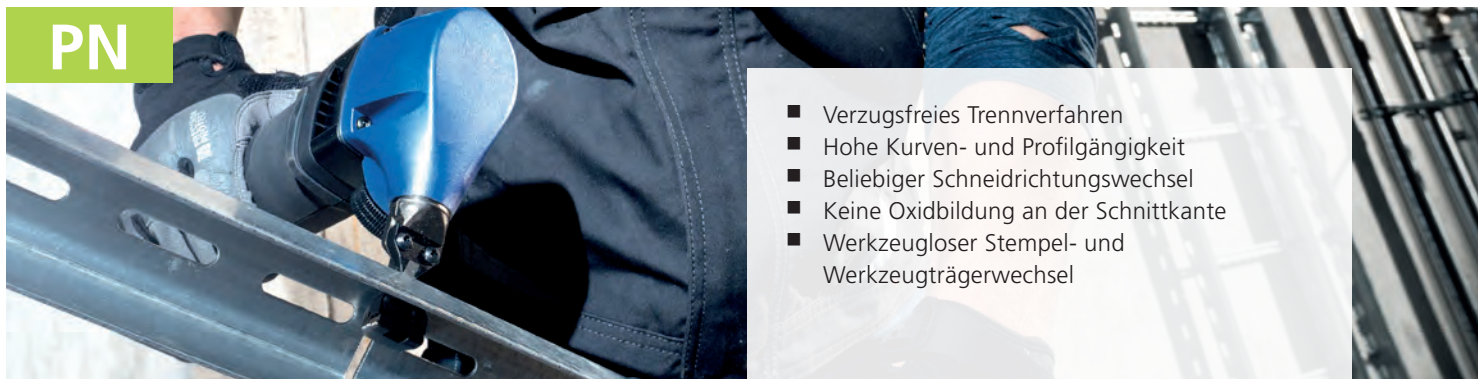 PN
■ Verzugsfreies Trennverfahren
■ Hohe Kurven- und Profilgängigkeit
■ Beliebiger Schneidrichtungswechsel
■ Keine Oxidbildung an der Schnittkante
■ Werkzeugloser Stempel- und
Werkzeugträgerwechsel